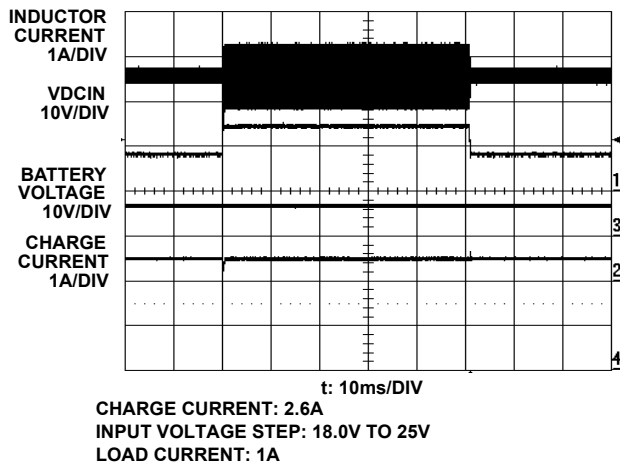 INDUCTOR
CURRENT
1A/DIV
VDCIN
10V/DIV
BATTERY
VOLTAGE
10V/DIV
CHARGE
CURRENT
1A/DIV
1
3
2
4
t: 10ms/DIV
CHARGE CURRENT: 2.6A
INPUT VOLTAGE STEP: 18.0V TO 25V
LOAD CURRENT: 1A